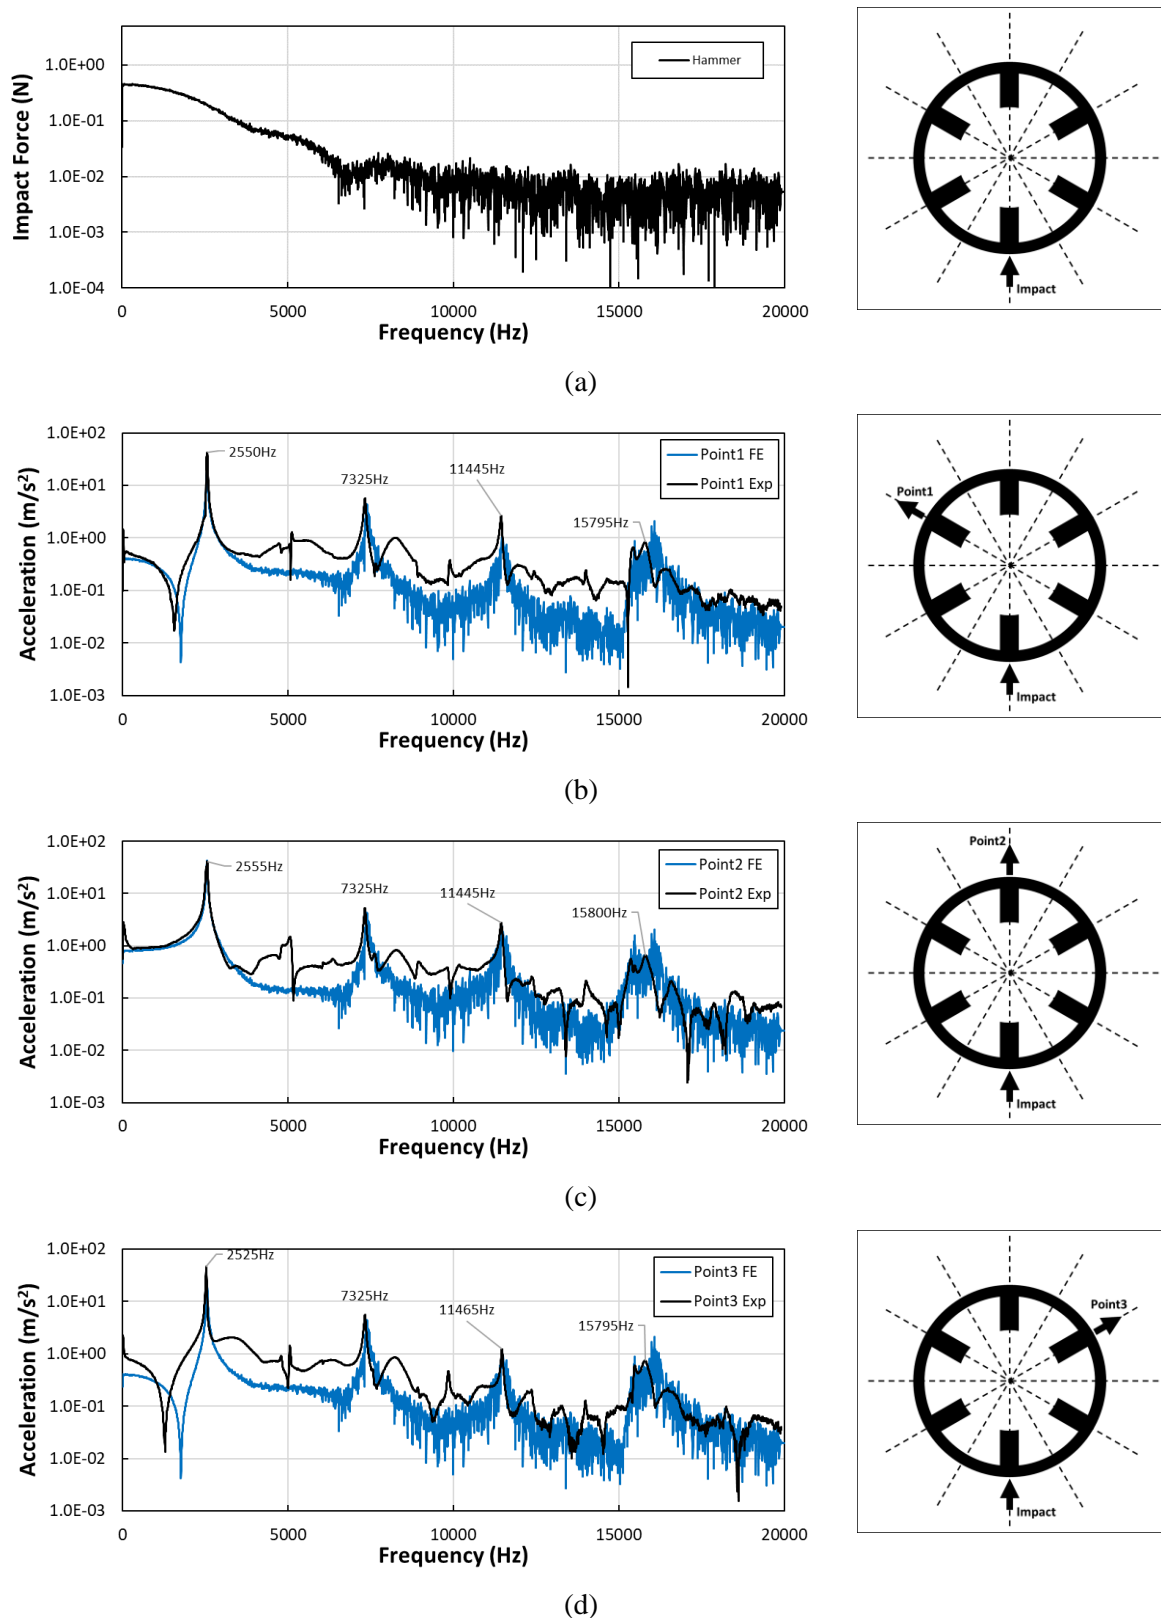 Impact Force (N)
1.0E+00
1.0E-01
1.0E-02
1.0E-03
1.0E-04
Hammer
0 5000 10000 15000 20000
Frequency (Hz)
Impact
(a)
Acceleration (m/s²)
1.0E+02
1.0E+01
1.0E+00
1.0E-01
1.0E-02
1.0E-03
2550Hz
7325Hz
11445Hz
15795Hz
Point1 FE
Point1 Exp
0 5000 10000 15000 20000
Frequency (Hz)
Point1
Impact
(b)
Acceleration (m/s²)
1.0E+02
1.0E+01
1.0E+00
1.0E-01
1.0E-02
1.0E-03
2555Hz
7325Hz
11445Hz
15800Hz
Point2 FE
Point2 Exp
0 5000 10000 15000 20000
Frequency (Hz)
Point2
Impact
(c)
Acceleration (m/s²)
1.0E+02
1.0E+01
1.0E+00
1.0E-01
1.0E-02
1.0E-03
2525Hz
7325Hz
11465Hz
15795Hz
Point3 FE
Point3 Exp
0 5000 10000 15000 20000
Frequency (Hz)
Point3
Impact
(d)